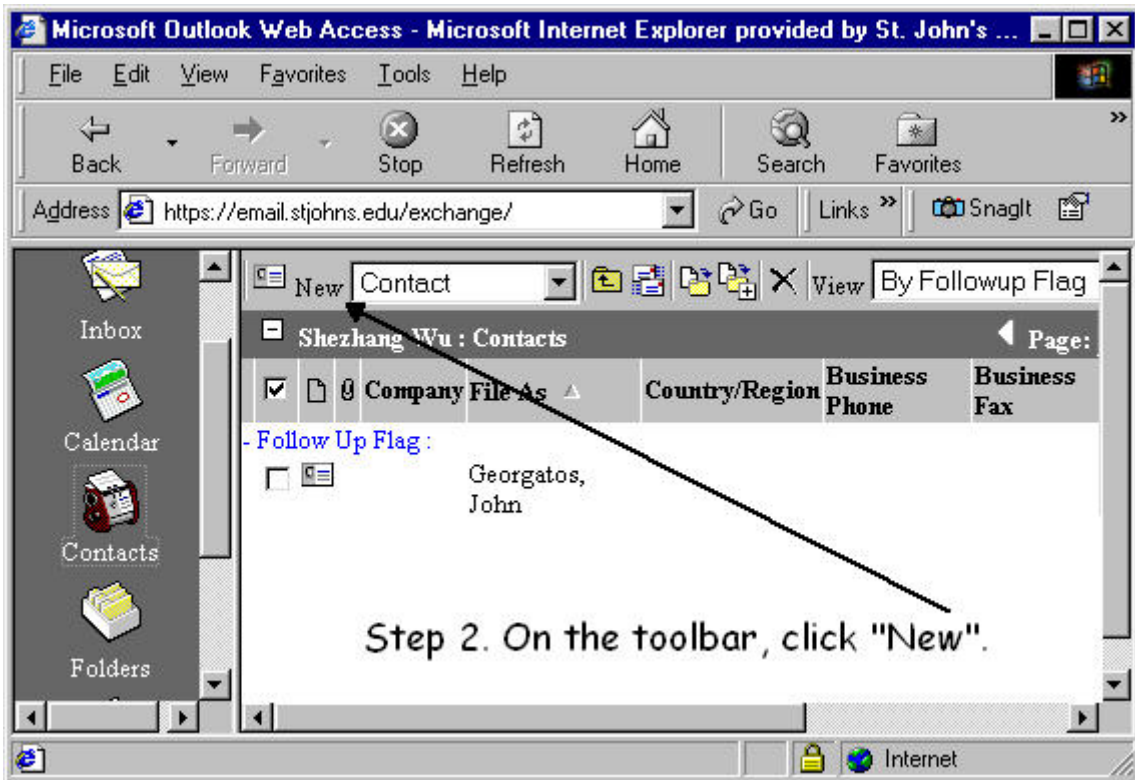 Microsoft Outlook Web Access - Microsoft Internet Explorer provided by St. John's ...
File Edit View Favorites Tools Help
Back Forward Stop Refresh Home Search Favorites »
Address https://email.stjohns.edu/exchange/ Go Links » SnagIt
New Contact View By Followup Flag
Inbox
Shezhang Wu : Contacts Page:
Company File As Country/Region Business Phone Business Fax
Calendar
- Follow Up Flag :
Georgatos,
John
Contacts
Step 2. On the toolbar, click "New".
Folders
Internet